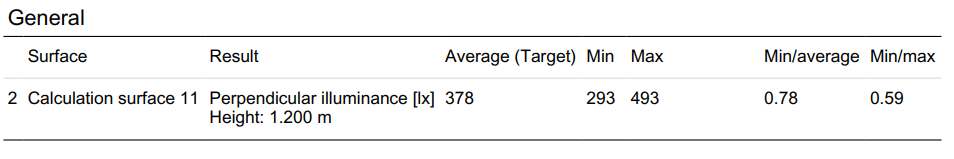 General
Surface Result Average (Target) Min Max Min/average Min/max
2 Calculation surface 11 Perpendicular illuminance [lx] 378 293 493 0.78 0.59
Height: 1.200 m